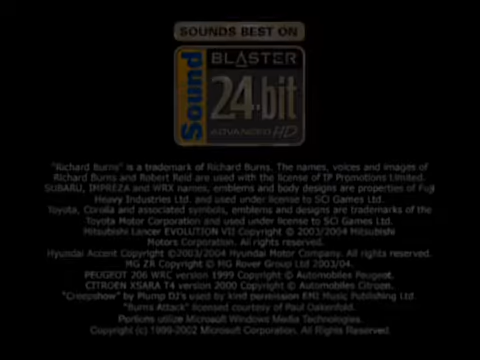 SOUNDS BEST ON
Sound
BLASTER
24-bit
ADVANCED HD
"Richard Burns" is a trademark of Richard Burns. The names, voices and images of
Richard Burns and Robert Reid are used with the license of TP Promotions Limited.
SUBARU, IMPREZA and WRX names, emblems and body designs are properties of Fuji
Heavy Industries Ltd. and used under license to SCi Games Ltd.
Toyota, Corolla and associated symbols, emblems and designs are trademarks of the
Toyota Motor Corporation and used under license to SCi Games Ltd.
Mitsubishi Lancer EVOLUTION VII Copyright © 2003/2004 Mitsubishi
Motors Corporation. All rights reserved.
Hyundai Accent Copyright ©2003/2004 Hyundai Motor Company. All rights reserved.
MG ZR Copyright © MG Rover Group Ltd 2003/04.
PEUGEOT 206 WRC version 1999 Copyright © Automobiles Peugeot.
CITROEN XSARA T4 version 2000 Copyright © Automobiles Citroen.
"Creepshow" by Plump DJ's used by kind permission EMI Music Publishing Ltd
"Burns Attack" licensed courtesy of Paul Oakenfold.
Portions utilize Microsoft Windows Media Technologies.
Copyright (c) 1999-2002 Microsoft Corporation. All Rights Reserved.